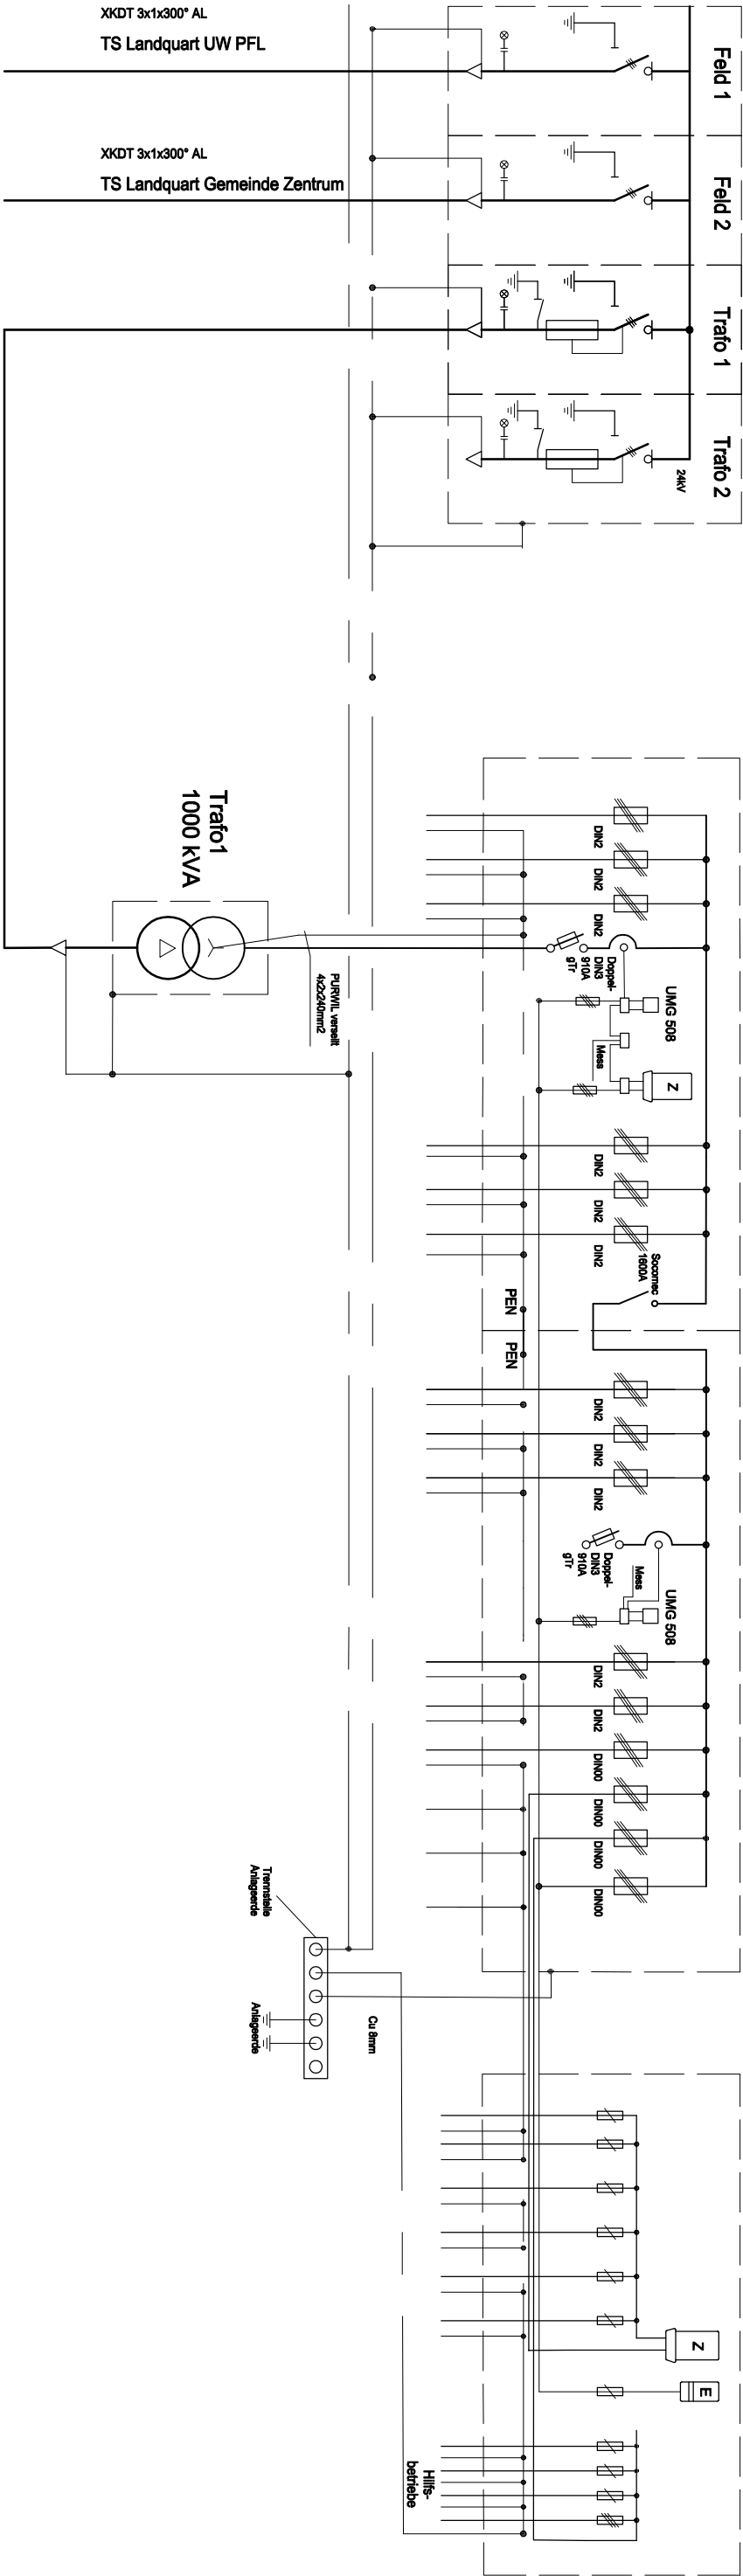 XKDT 3x1x300° AL
TS Landquart UW PFL
Feld 1
XKDT 3x1x300° AL
TS Landquart Gemeinde Zentrum
Feld 2
Trafo 1
Trafo 2
24kV
Trafo1
1000 kVA
PURWIL verseilt
4x2x240mm2
DIN2
DIN2
DIN2
Doppel-
DIN3
910A
gTr
UMG 508
Mess
Z
DIN2
DIN2
DIN2
Socomec
1600A
PEN
PEN
DIN2
DIN2
DIN2
Doppel-
DIN3
910A
gTr
Mess
UMG 508
DIN2
DIN2
DIN00
DIN00
DIN00
DIN00
Trennstelle
Anlageerde
Anlageerde
Cu 8mm
Z
E
Hilfs-
betriebe